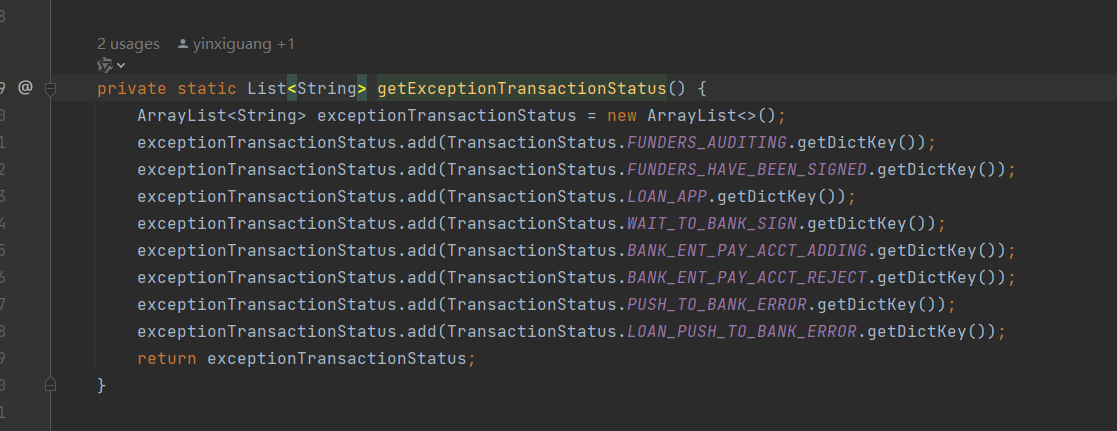 8
2 usages yinxiguang +1
9 @ private static List<String> getExceptionTransactionStatus() {
0 ArrayList<String> exceptionTransactionStatus = new ArrayList<>();
1 exceptionTransactionStatus.add(TransactionStatus.FUNDERS_AUDITING.getDictKey());
2 exceptionTransactionStatus.add(TransactionStatus.FUNDERS_HAVE_BEEN_SIGNED.getDictKey());
3 exceptionTransactionStatus.add(TransactionStatus.LOAN_APP.getDictKey());
4 exceptionTransactionStatus.add(TransactionStatus.WAIT_TO_BANK_SIGN.getDictKey());
5 exceptionTransactionStatus.add(TransactionStatus.BANK_ENT_PAY_ACCT_ADDING.getDictKey());
6 exceptionTransactionStatus.add(TransactionStatus.BANK_ENT_PAY_ACCT_REJECT.getDictKey());
7 exceptionTransactionStatus.add(TransactionStatus.PUSH_TO_BANK_ERROR.getDictKey());
8 exceptionTransactionStatus.add(TransactionStatus.LOAN_PUSH_TO_BANK_ERROR.getDictKey());
9 return exceptionTransactionStatus;
0 }
1